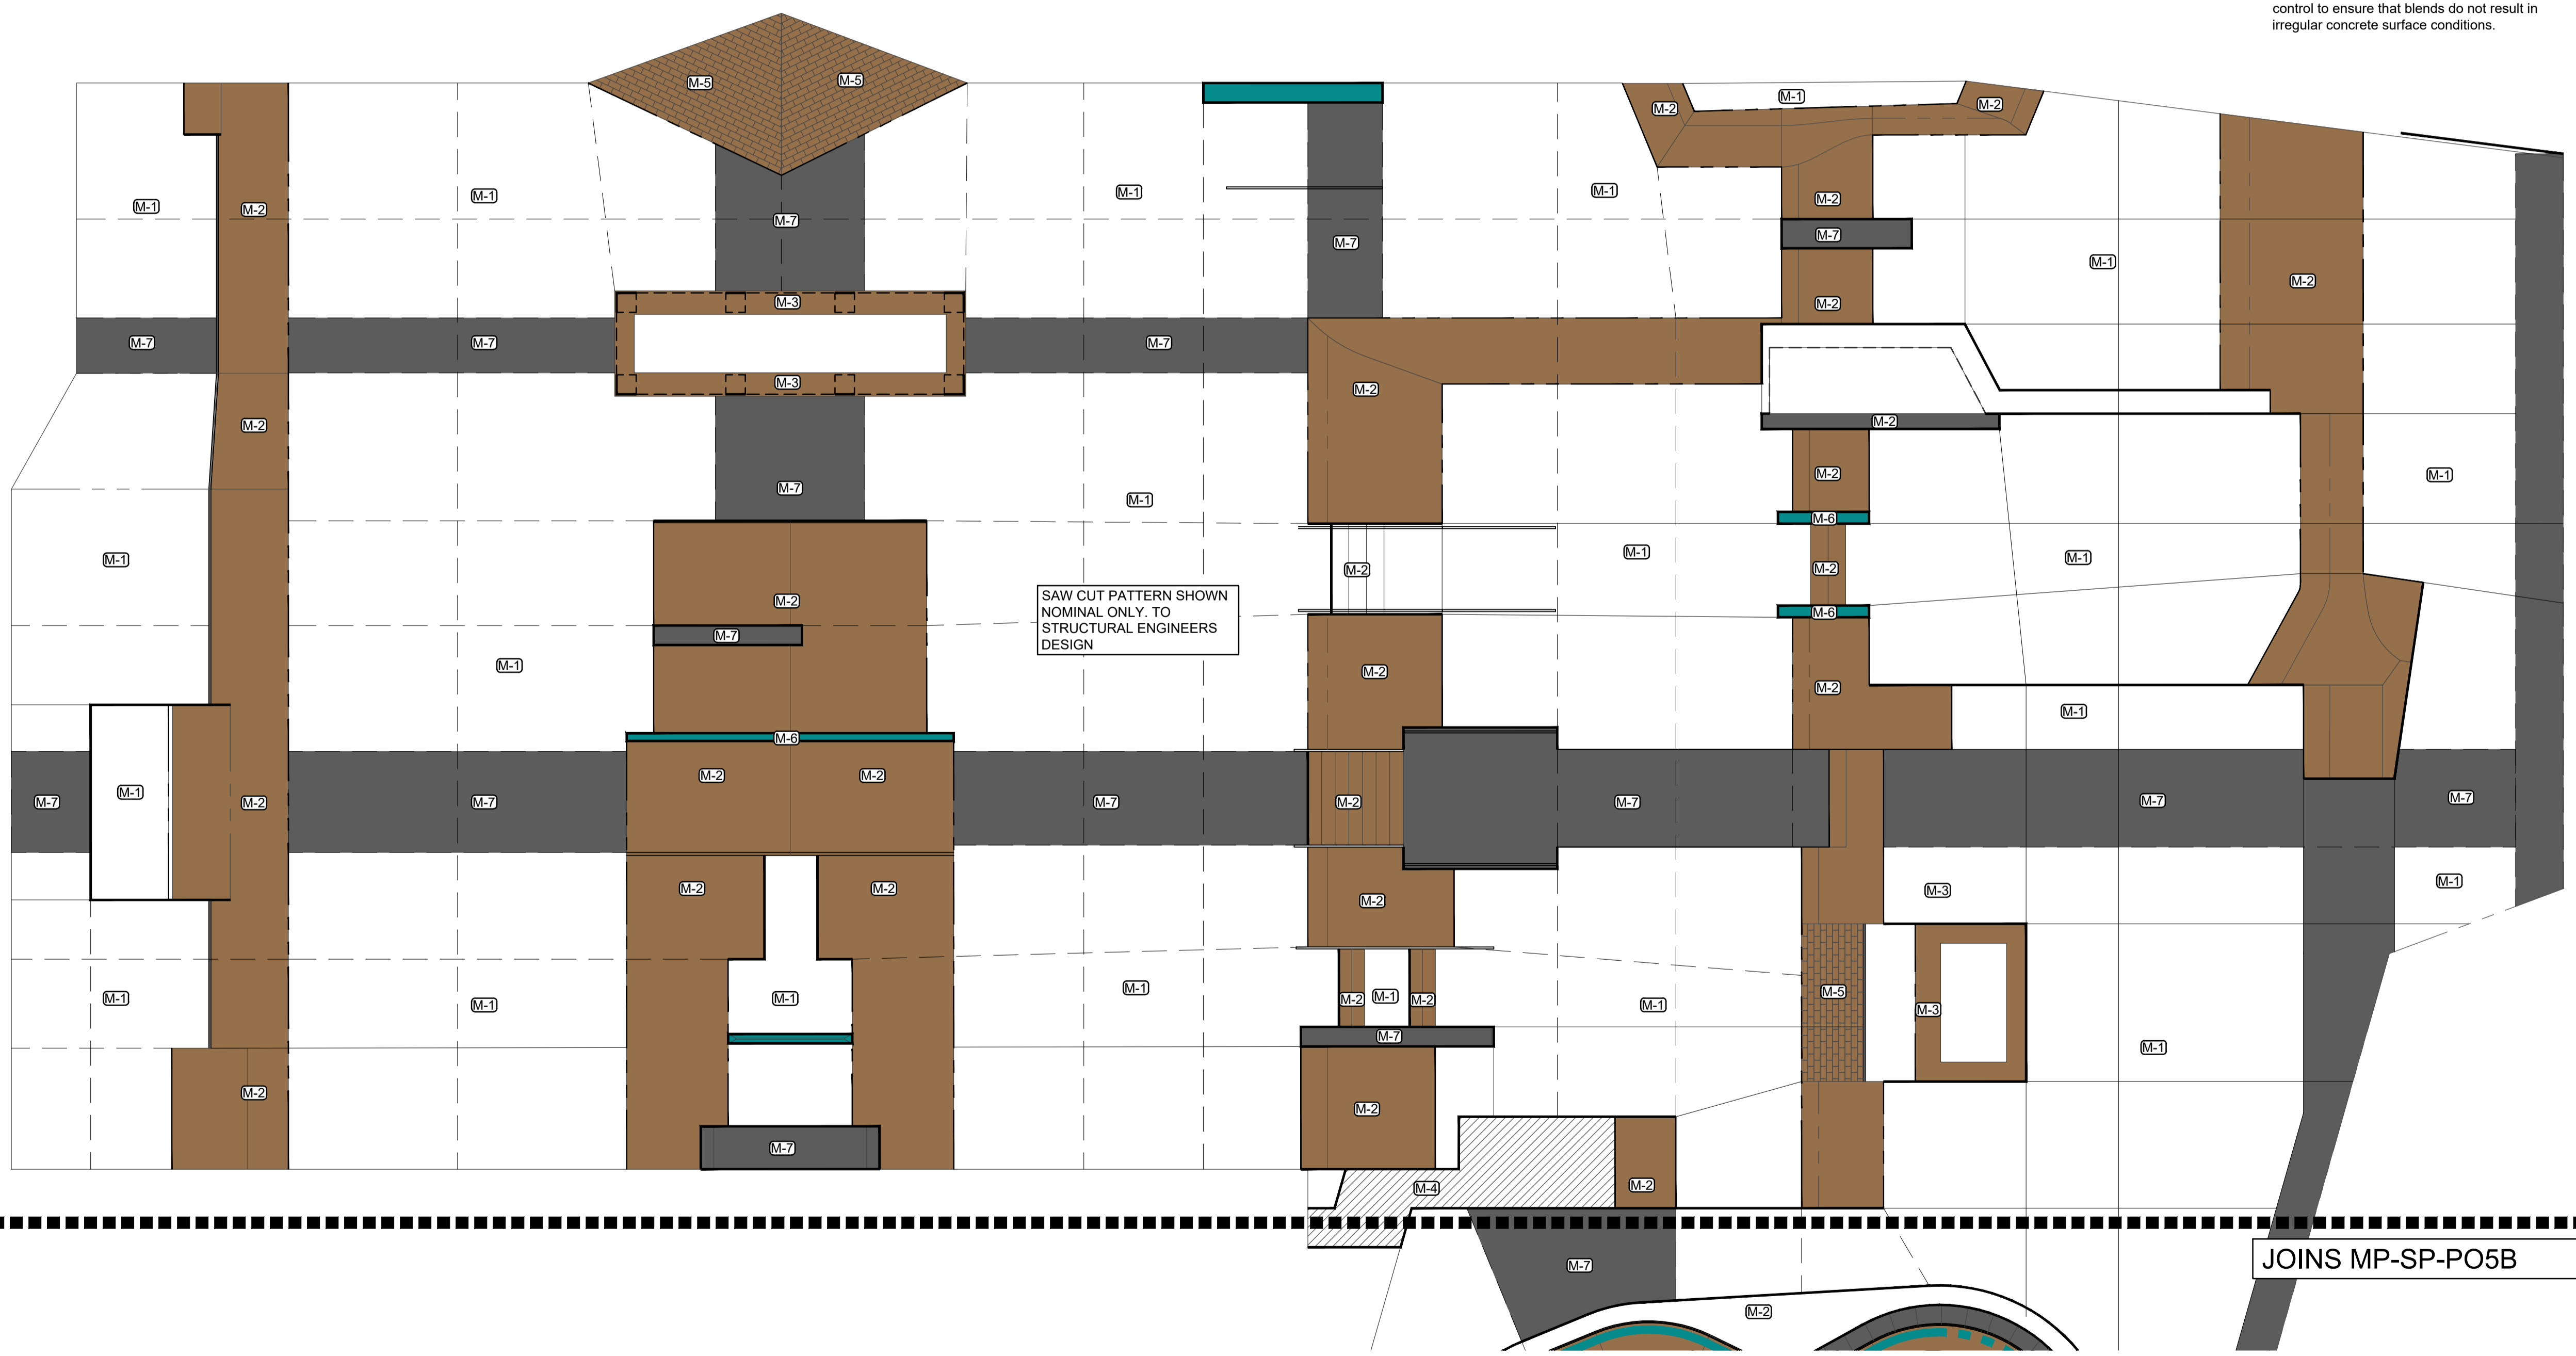 control to ensure that blends do not result in
irregular concrete surface conditions.
M-5
M-5
M-2
M-1
M-2
M-1
M-2
M-1
M-7
M-1
M-7
M-1
M-2
M-7
M-2
M-1
M-2
M-7
M-7
M-3
M-3
M-7
M-2
M-2
M-7
M-1
M-2
M-2
M-1
M-6
M-1
M-1
M-2
M-2
M-1
SAW CUT PATTERN SHOWN
NOMINAL ONLY. TO
STRUCTURAL ENGINEERS
DESIGN
M-2
M-7
M-1
M-6
M-2
M-2
M-1
M-6
M-2
M-2
M-7
M-1
M-2
M-7
M-7
M-2
M-7
M-7
M-7
M-2
M-2
M-2
M-3
M-1
M-1
M-1
M-1
M-1
M-2
M-1
M-2
M-1
M-5
M-3
M-7
M-1
M-2
M-7
M-2
M-4
M-2
JOINS MP-SP-PO5B
M-7
M-2